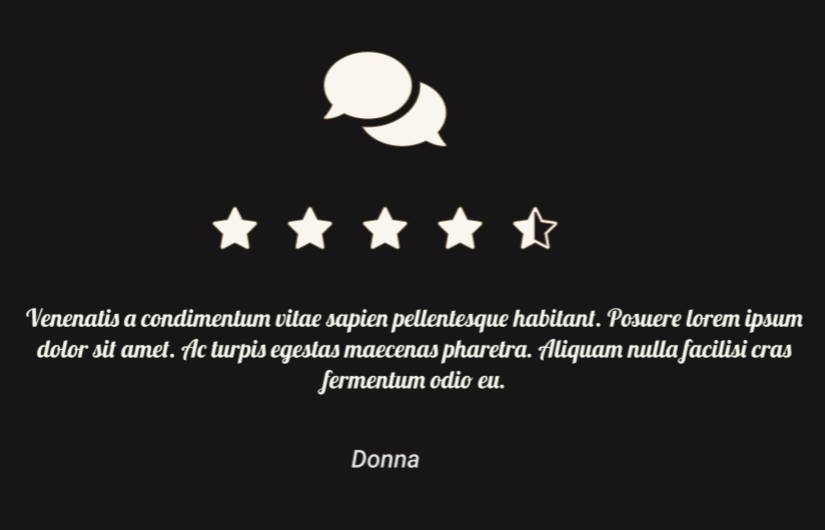 Venenatis a condimentum vitae sapien pellentesque habitant. Posuere lorem ipsum
dolor sit amet. Ac turpis egestas maecenas pharetra. Aliquam nulla facilisi cras
fermentum odio eu.
Donna